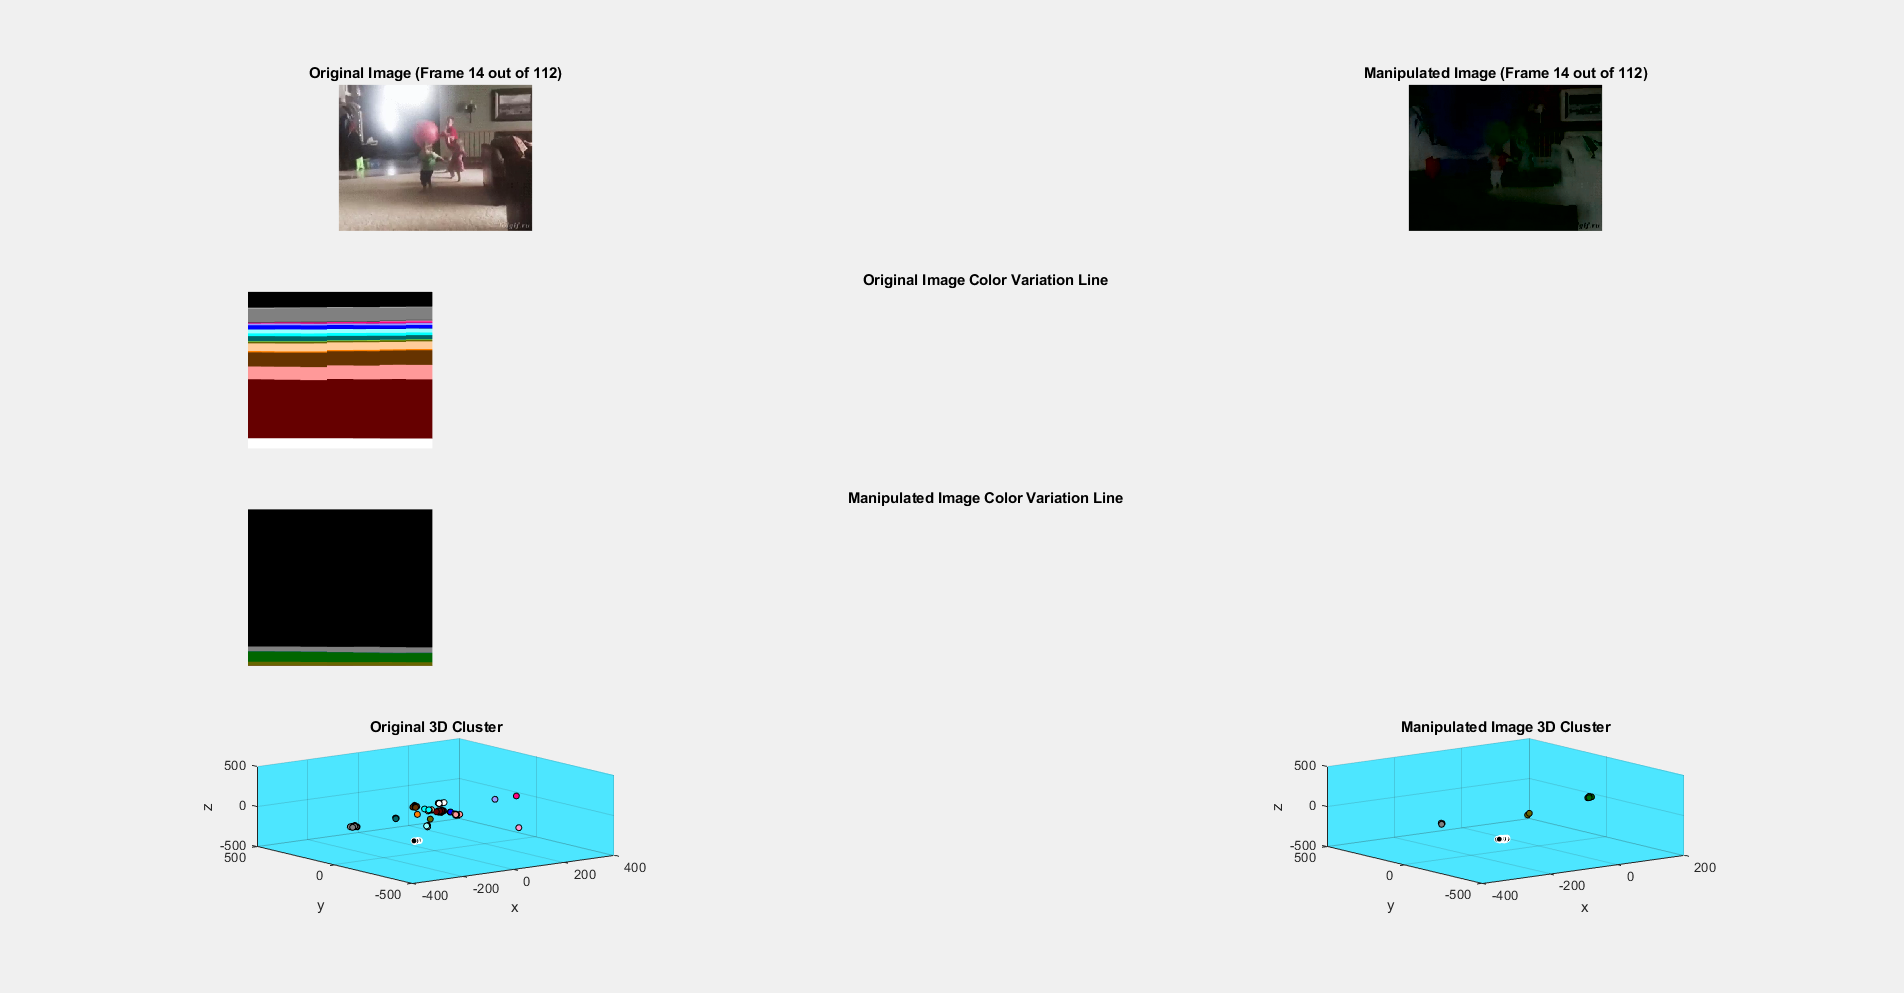 Original Image (Frame 14 out of 112)
Manipulated Image (Frame 14 out of 112)
Original Image Color Variation Line
Manipulated Image Color Variation Line
Original 3D Cluster
500
0
-500
z
500
0
-500
y
-400
-200
0
200
400
x
Manipulated Image 3D Cluster
500
0
-500
z
500
0
-500
y
-400
-200
0
200
x